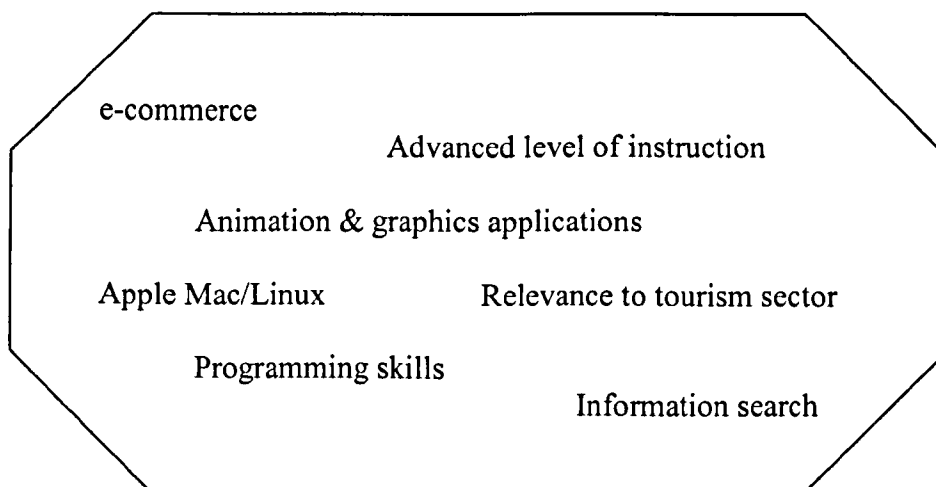 e-commerce
Advanced level of instruction
Animation & graphics applications
Apple Mac/Linux
Relevance to tourism sector
Programming skills
Information search